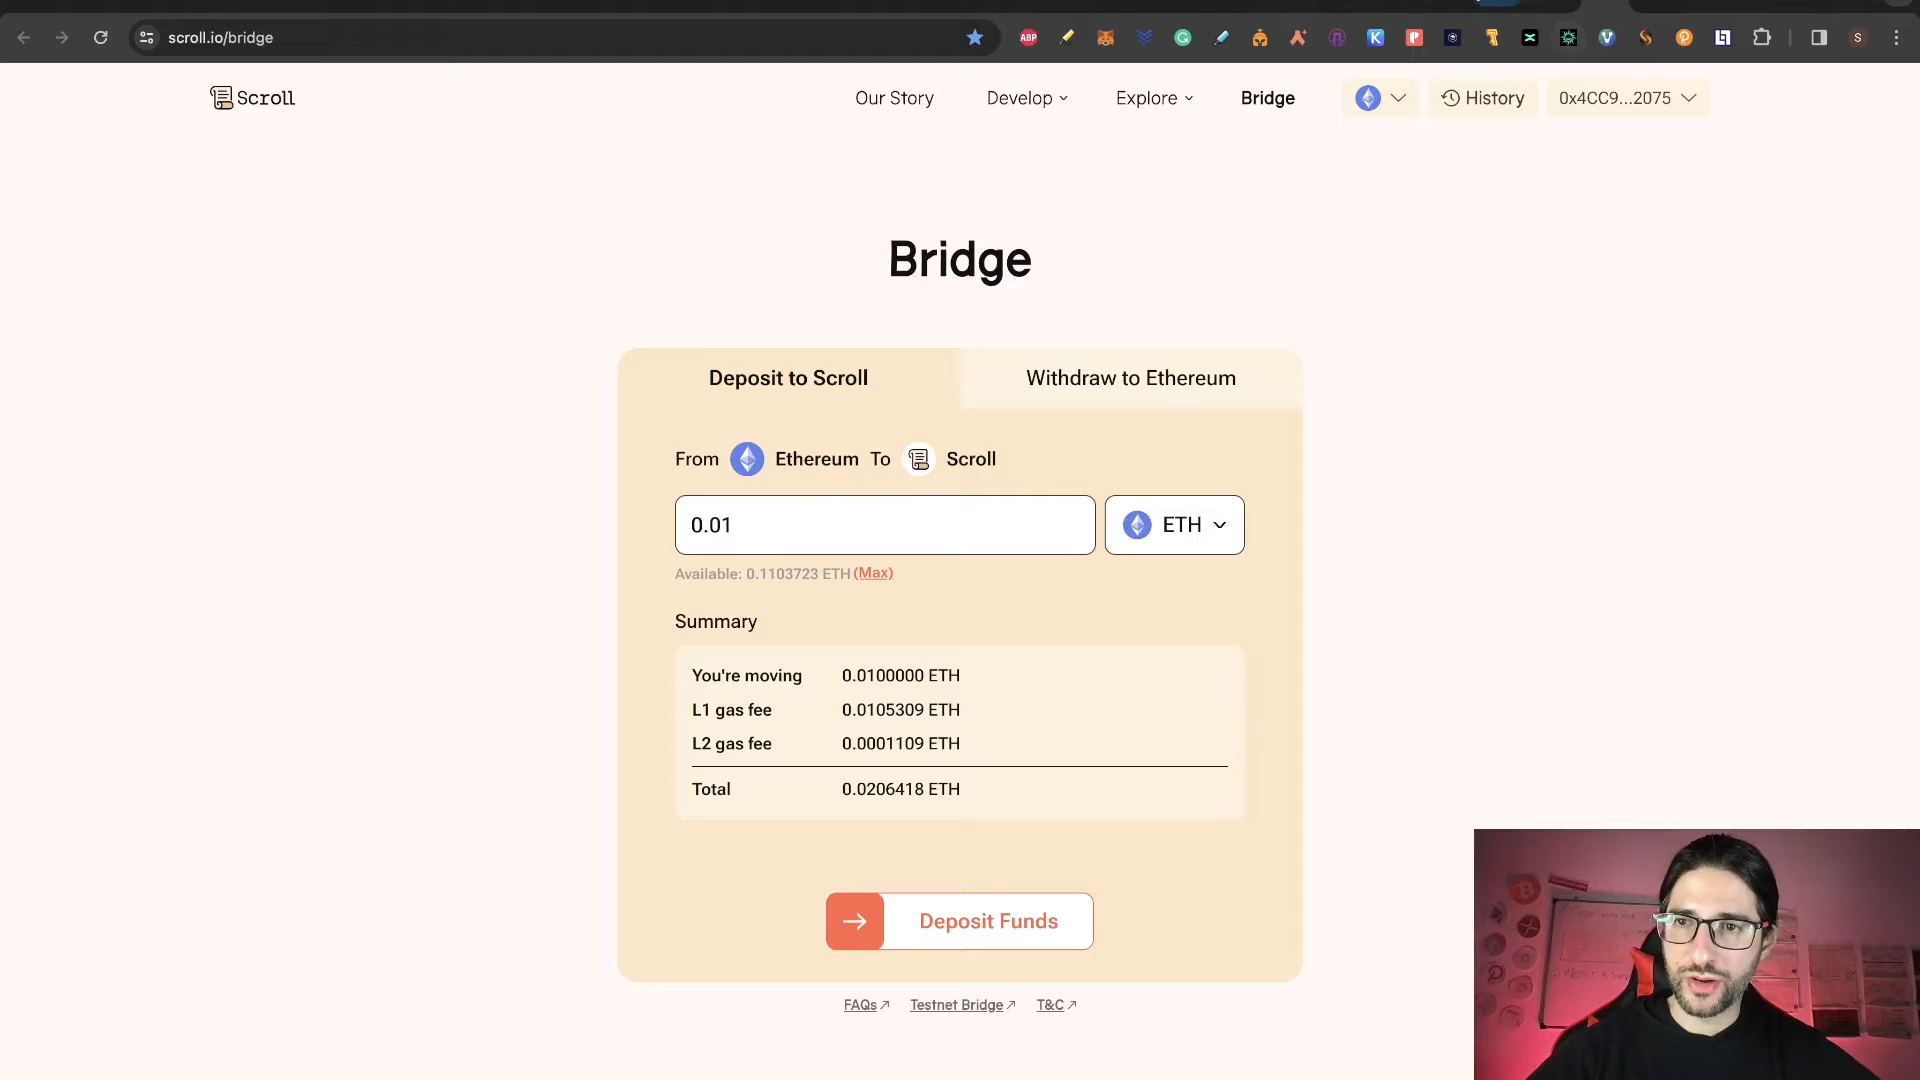 scroll.io/bridge
ABP
S
Scroll
Our Story
Develop
Explore
Bridge
History
0x4CC9...2075
Bridge
Deposit to Scroll
Withdraw to Ethereum
From Ethereum To Scroll
0.01
ETH
Available: 0.1103723 ETH (Max)
Summary
You're moving 0.0100000 ETH
L1 gas fee 0.0105309 ETH
L2 gas fee 0.0001109 ETH
Total 0.0206418 ETH
Deposit Funds
FAQs
Testnet Bridge
T&C